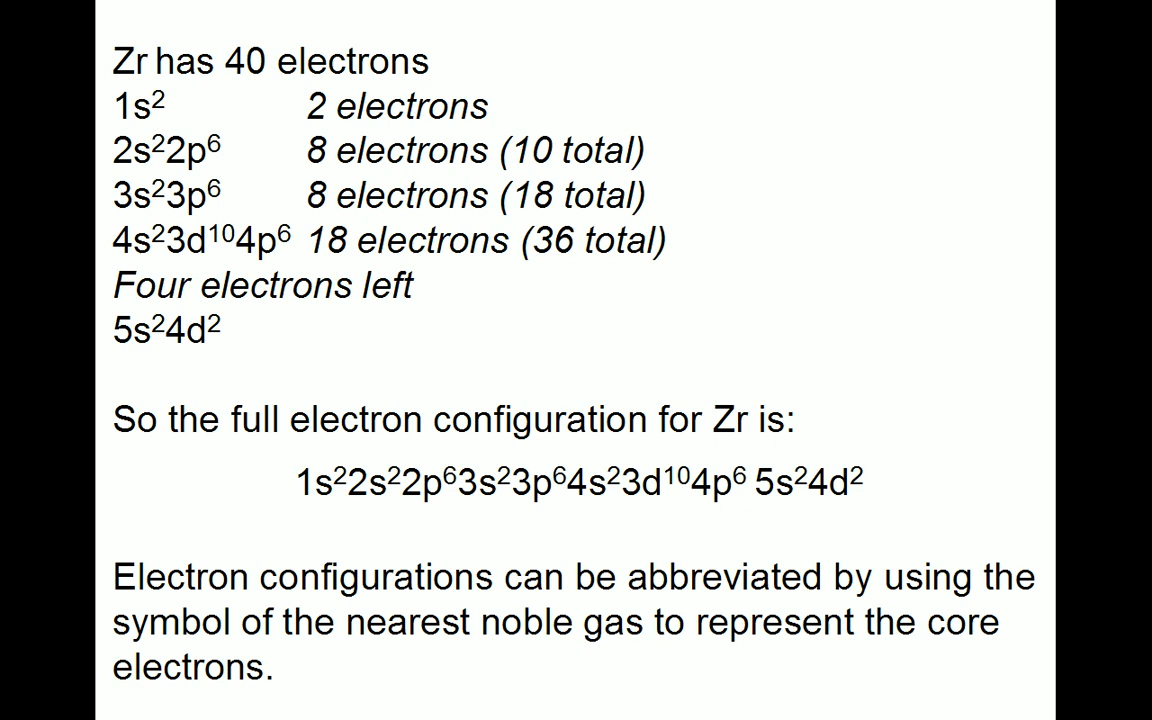 Zr has 40 electrons
1s² 2 electrons
2s²2p⁶ 8 electrons (10 total)
3s²3p⁶ 8 electrons (18 total)
4s²3d¹⁰4p⁶ 18 electrons (36 total)
Four electrons left
5s²4d²
So the full electron configuration for Zr is:
1s²2s²2p⁶3s²3p⁶4s²3d¹⁰4p⁶ 5s²4d²
Electron configurations can be abbreviated by using the
symbol of the nearest noble gas to represent the core
electrons.